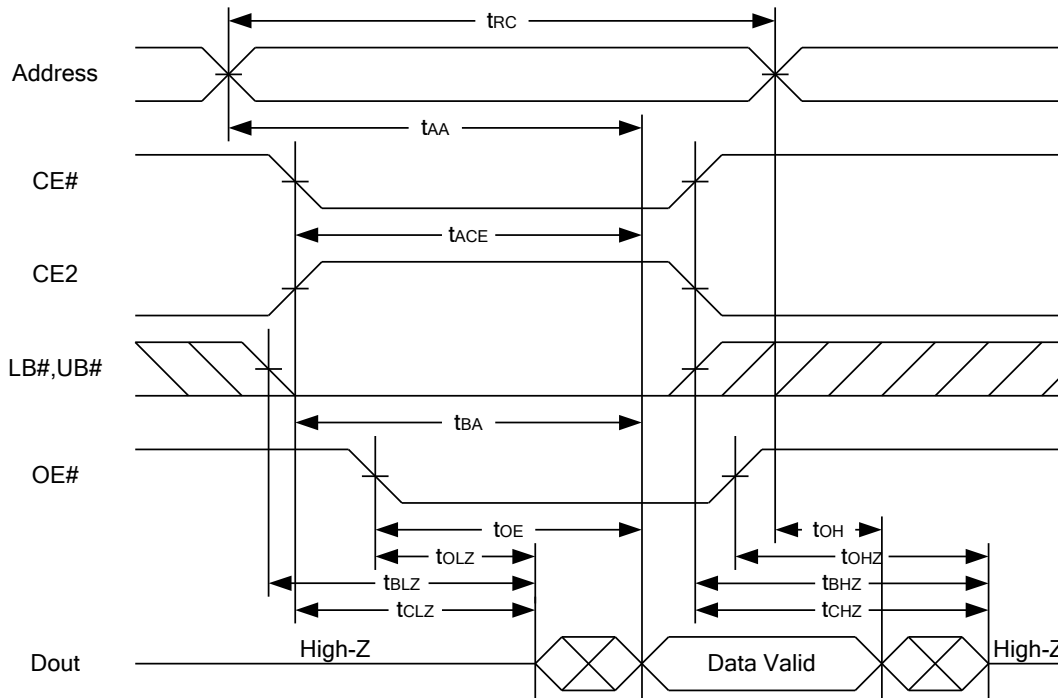 tRC
Address
tAA
CE#
tACE
CE2
LB#,UB#
tBA
OE#
tOE
tOH
tOLZ
tOHZ
tBLZ
tBHZ
tCLZ
tCHZ
High-Z
High-Z
Dout
Data Valid